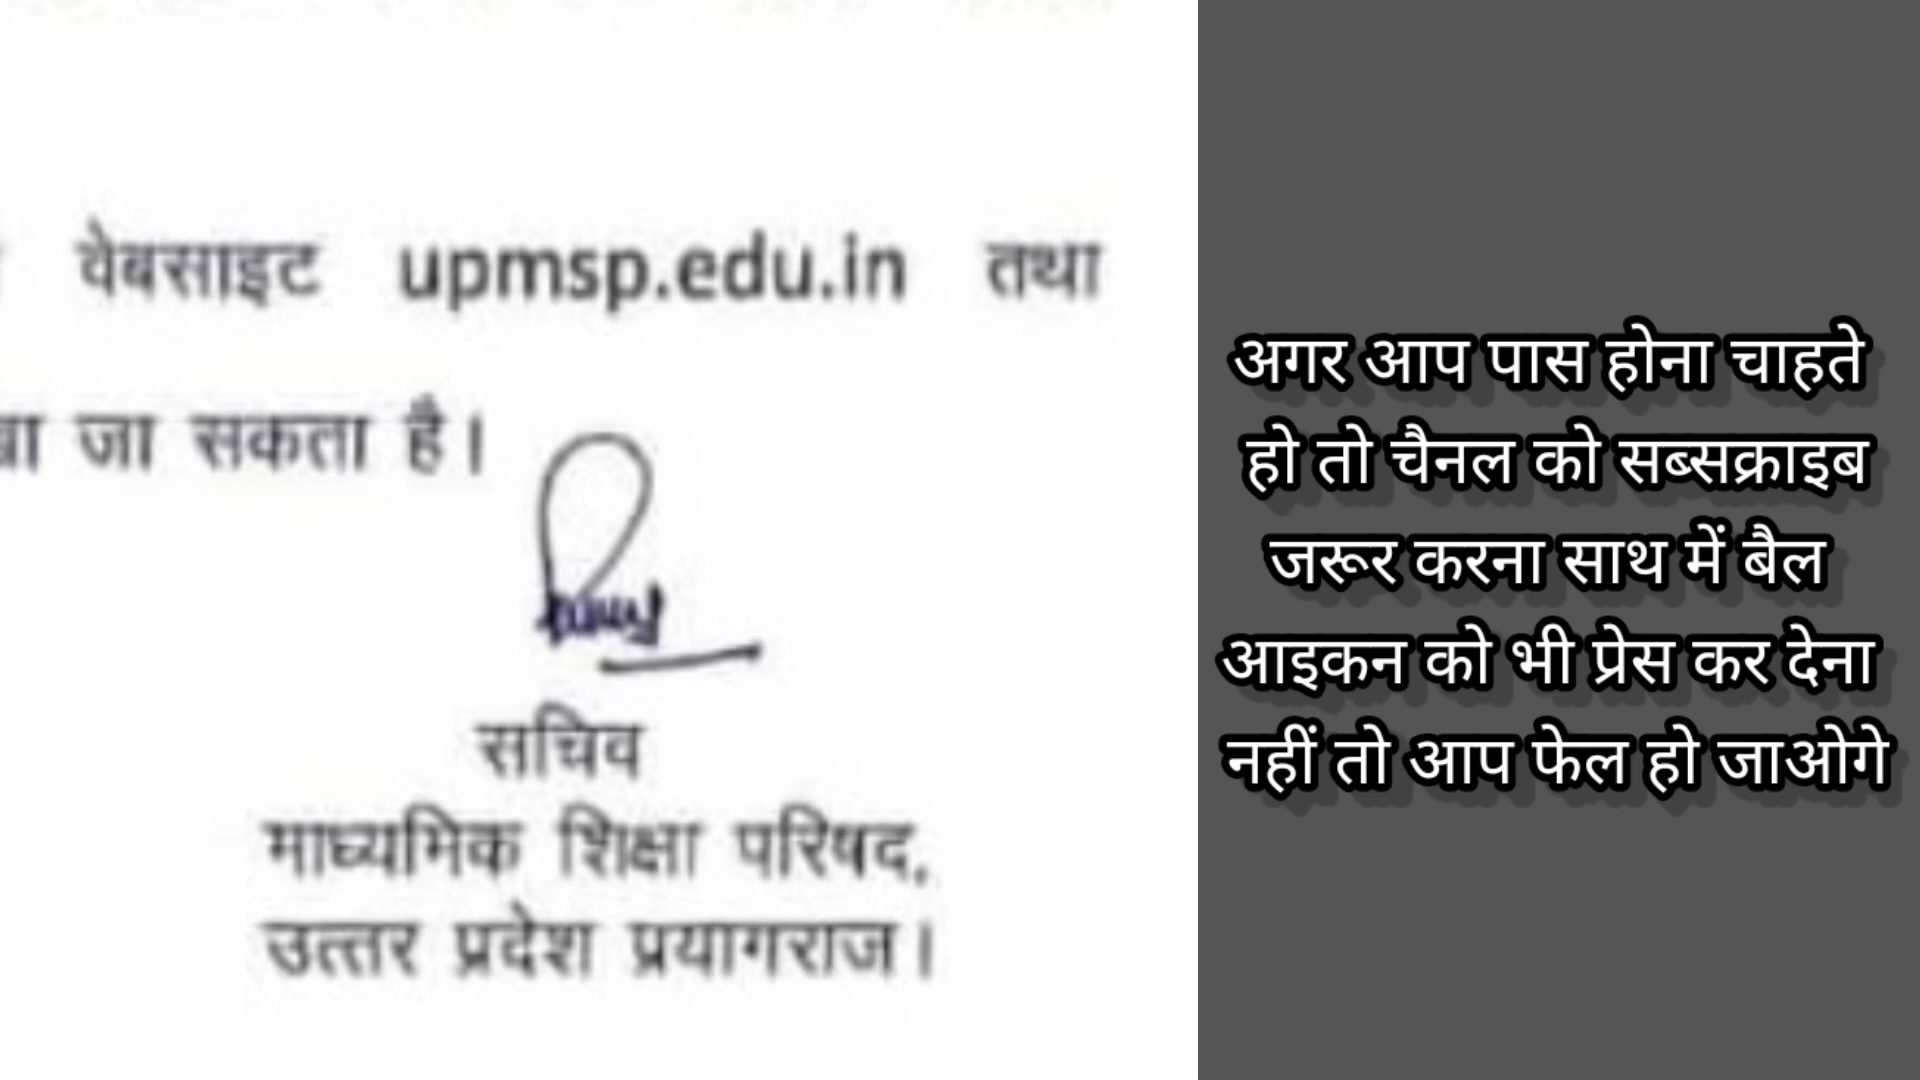 वेबसाइट upmsp.edu.in तथा
जा सकता है।
सचिव
माध्यमिक शिक्षा परिषद,
उत्तर प्रदेश प्रयागराज।
अगर आप पास होना चाहते
हो तो चैनल को सब्सक्राइब
जरूर करना साथ में बैल
आइकन को भी प्रेस कर देना
नहीं तो आप फेल हो जाओगे